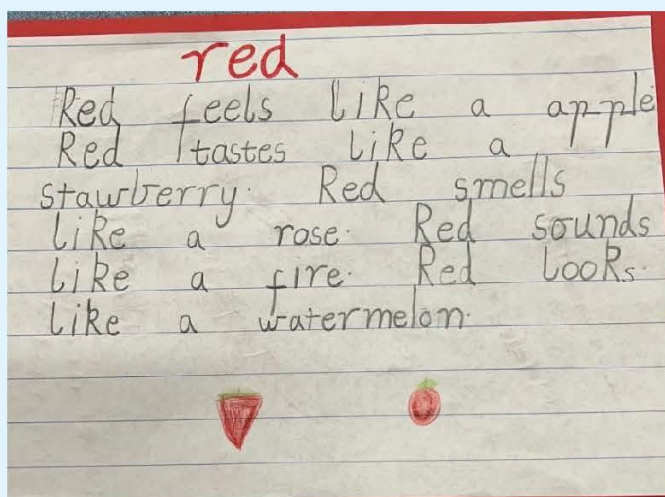 red
Red feels like a apple
Red tastes like a
stawberry. Red smells
like a rose. Red sounds
like a fire. Red looks.
like a watermelon.